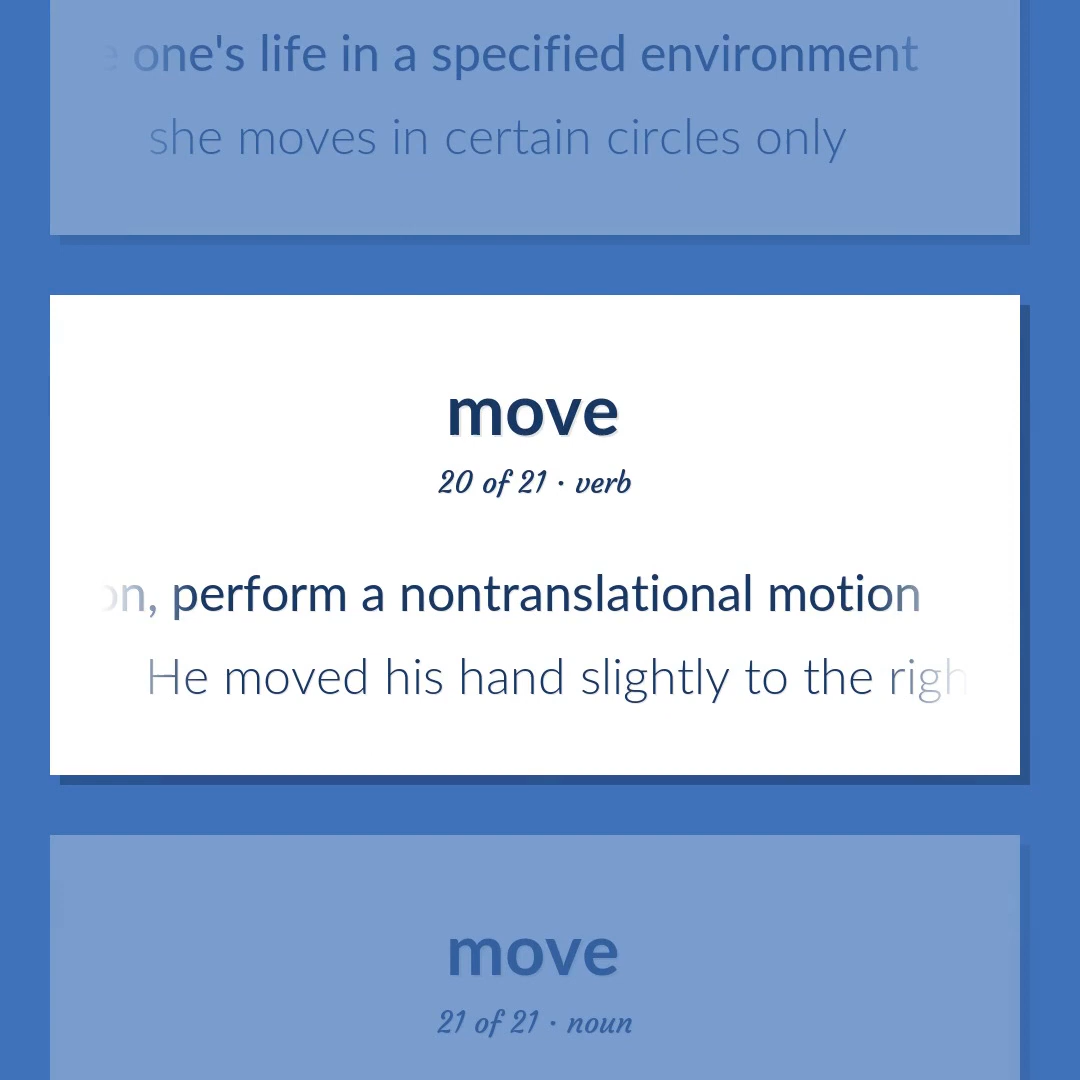 one's life in a specified environment
she moves in certain circles only
move
20 of 21 · verb
perform a nontranslational motion
He moved his hand slightly to the
move
21 of 21 · noun